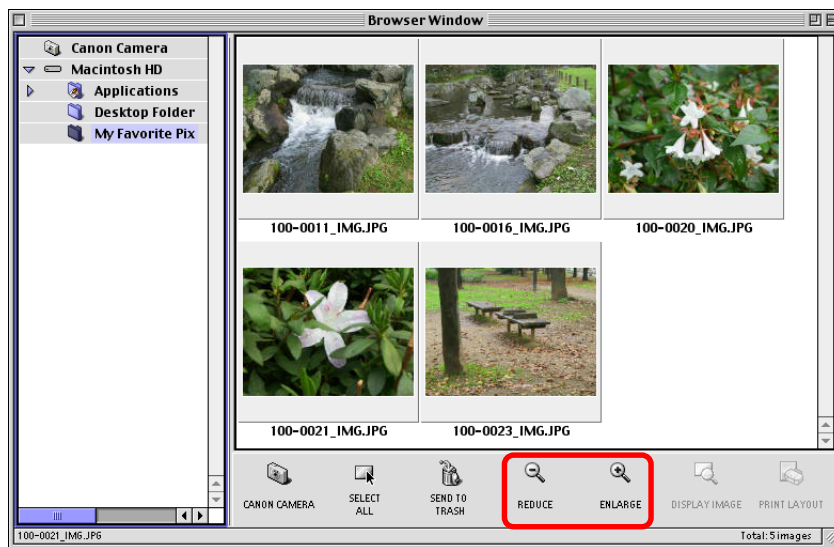 Browser Window
Canon Camera
Macintosh HD
Applications
Desktop Folder
My Favorite Pix
100-0011_IMG.JPG
100-0016_IMG.JPG
100-0020_IMG.JPG
100-0021_IMG.JPG
100-0023_IMG.JPG
CANON CAMERA
SELECT
ALL
SEND TO
TRASH
REDUCE
ENLARGE
DISPLAY IMAGE
PRINT LAYOUT
100-0021_IMG.JPG
Total:5images